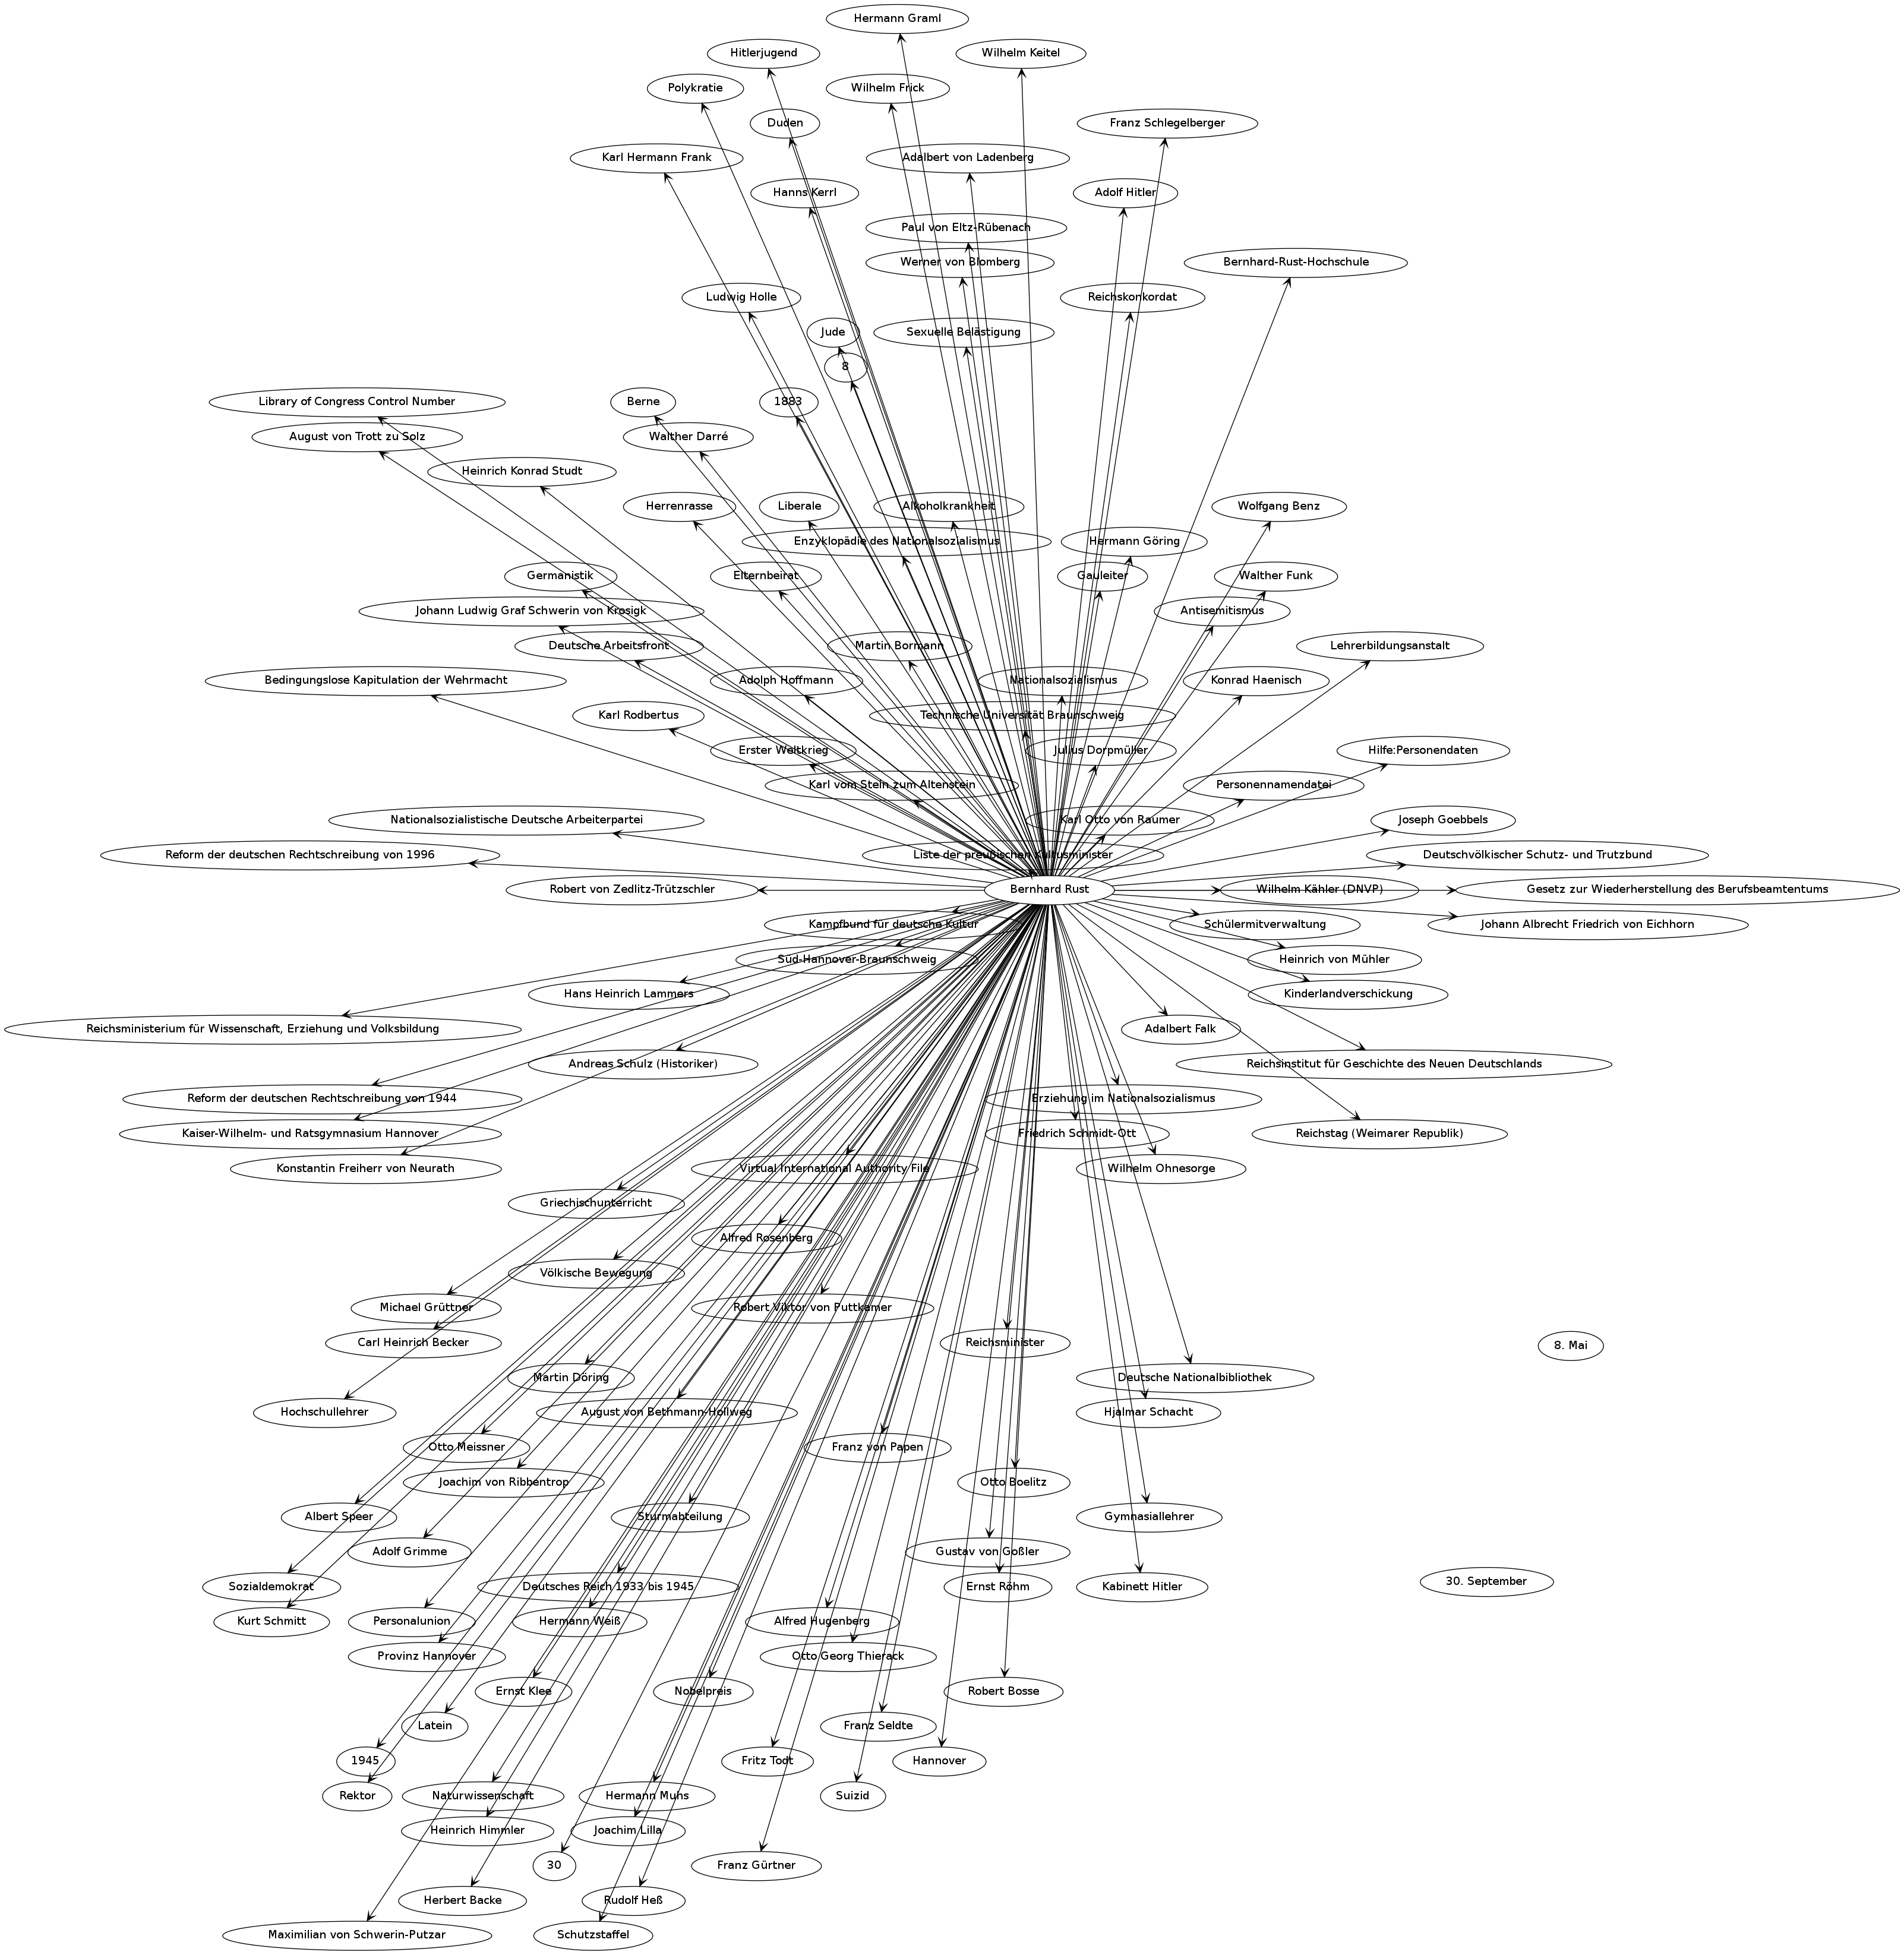 Hermann Graml
Hitlerjugend
Wilhelm Keitel
Polykratie
Wilhelm Frick
Duden
Franz Schlegelberger
Karl Hermann Frank
Adalbert von Ladenberg
Hanns Kerrl
Adolf Hitler
Paul von Eltz-Rübenach
Werner von Blomberg
Bernhard-Rust-Hochschule
Ludwig Holle
Reichskonkordat
Jude
Sexuelle Belästigung
8
Library of Congress Control Number
Berne
1883
August von Trott zu Solz
Walther Darré
Heinrich Konrad Studt
Herrenrasse
Liberale
Alkoholkrankheit
Wolfgang Benz
Enzyklopädie des Nationalsozialismus
Hermann Göring
Germanistik
Elternbeirat
Gauleiter
Walther Funk
Johann Ludwig Graf Schwerin von Krosigk
Antisemitismus
Deutsche Arbeitsfront
Martin Bormann
Lehrerbildungsanstalt
Bedingungslose Kapitulation der Wehrmacht
Adolph Hoffmann
Nationalsozialismus
Konrad Haenisch
Karl Rodbertus
Technische Universität Braunschweig
Erster Weltkrieg
Julius Dorpmüller
Hilfe:Personendaten
Karl vom Stein zum Altenstein
Personennamendatei
Nationalsozialistische Deutsche Arbeiterpartei
Karl Otto von Raumer
Joseph Goebbels
Reform der deutschen Rechtschreibung von 1996
Liste der preußischen Kultusminister
Deutschvölkischer Schutz- und Trutzbund
Robert von Zedlitz-Trützschler
Bernhard Rust
Wilhelm Kähler (DNVP)
Gesetz zur Wiederherstellung des Berufsbeamtentums
Kampfbund für deutsche Kultur
Schülermitverwaltung
Johann Albrecht Friedrich von Eichhorn
Süd-Hannover-Braunschweig
Heinrich von Mühler
Hans Heinrich Lammers
Kinderlandverschickung
Reichsministerium für Wissenschaft, Erziehung und Volksbildung
Adalbert Falk
Andreas Schulz (Historiker)
Reichsinstitut für Geschichte des Neuen Deutschlands
Reform der deutschen Rechtschreibung von 1944
Erziehung im Nationalsozialismus
Kaiser-Wilhelm- und Ratsgymnasium Hannover
Friedrich Schmidt-Ott
Reichstag (Weimarer Republik)
Konstantin Freiherr von Neurath
Virtual International Authority File
Wilhelm Ohnesorge
Griechischunterricht
Alfred Rosenberg
Völkische Bewegung
Michael Grüttner
Robert Viktor von Puttkamer
Carl Heinrich Becker
Reichsminister
8. Mai
Martin Döring
Deutsche Nationalbibliothek
Hochschullehrer
August von Bethmann-Hollweg
Hjalmar Schacht
Otto Meissner
Franz von Papen
Joachim von Ribbentrop
Otto Boelitz
Albert Speer
Sturmabteilung
Gymnasiallehrer
Adolf Grimme
Gustav von Goßler
Sozialdemokrat
Deutsches Reich 1933 bis 1945
Ernst Röhm
Kabinett Hitler
30. September
Kurt Schmitt
Personalunion
Hermann Weiß
Alfred Hugenberg
Provinz Hannover
Otto Georg Thierack
Ernst Klee
Nobelpreis
Robert Bosse
Latein
Franz Seldte
1945
Fritz Todt
Hannover
Rektor
Naturwissenschaft
Hermann Muhs
Suizid
Heinrich Himmler
Joachim Lilla
30
Franz Gürtner
Herbert Backe
Rudolf Heß
Maximilian von Schwerin-Putzar
Schutzstaffel